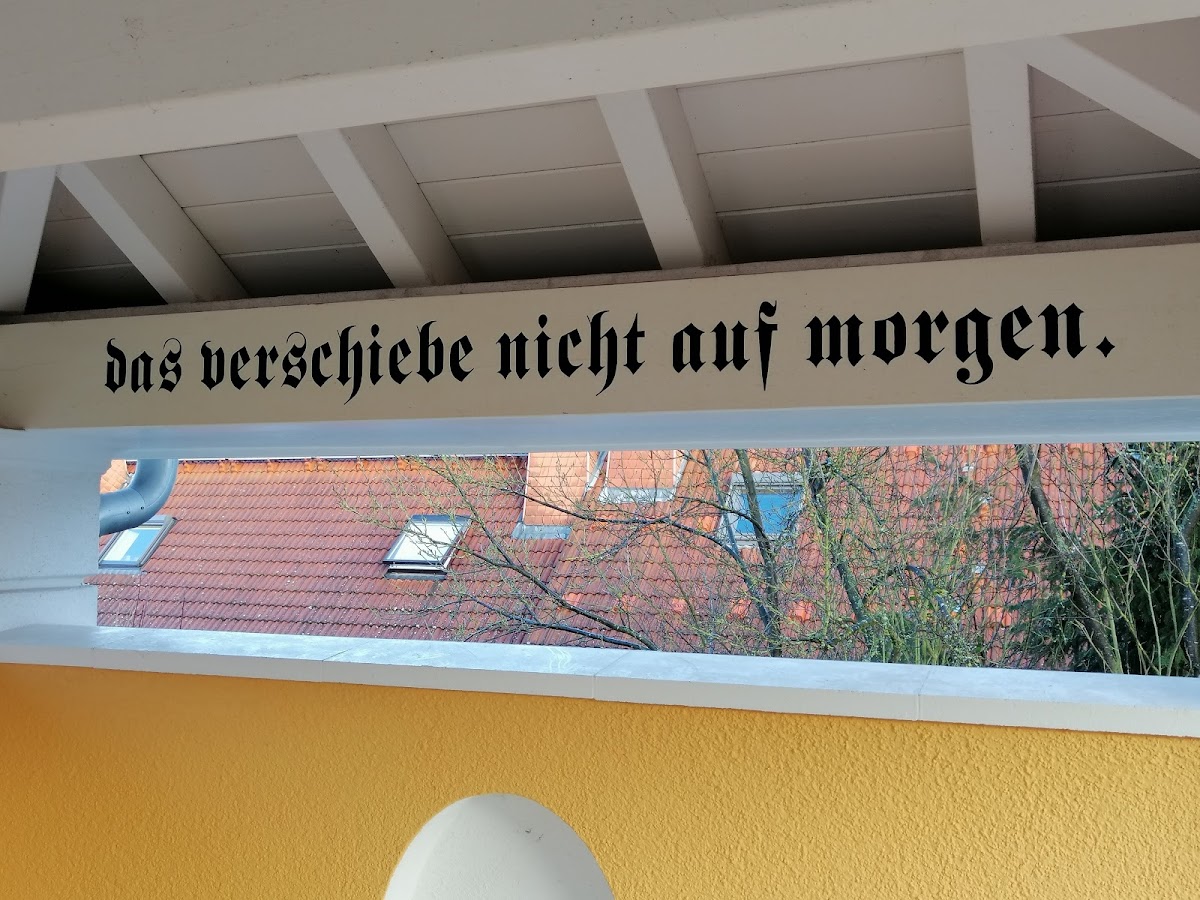 das verschiebe nicht auf morgen.